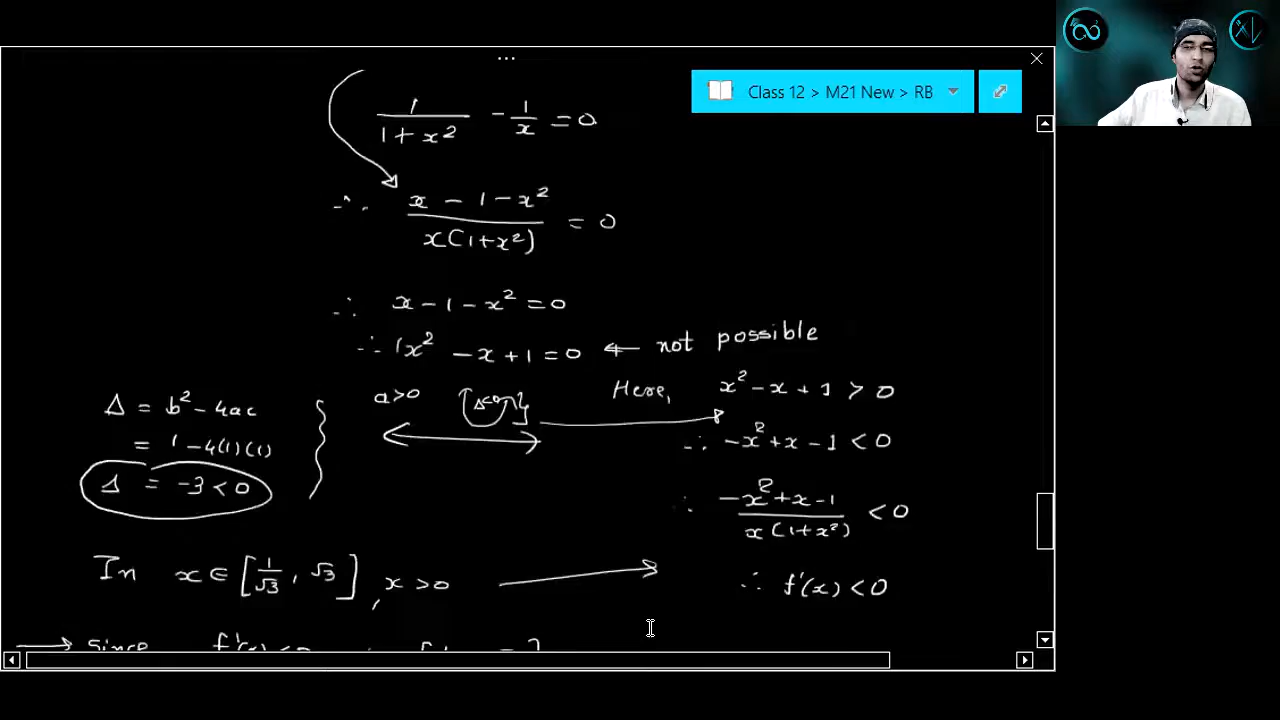 Class 12 > M21 New > RB
1/(1+x²) - 1/x = 0
∴ (x - 1 - x²)/(x(1+x²)) = 0
∴ x - 1 - x² = 0
∴ 1x² - x + 1 = 0 ← not possible
a>0
Here, x² - x + 1 > 0
Δ = b² - 4ac
= 1 - 4(1)(1)
Δ = -3 < 0
∴ -x² + x - 1 < 0
∴ (-x² + x - 1)/(x(1+x²)) < 0
In x ∈ [1/√3, √3], x > 0 →
∴ f'(x) < 0
→ Since f'(x) < 0